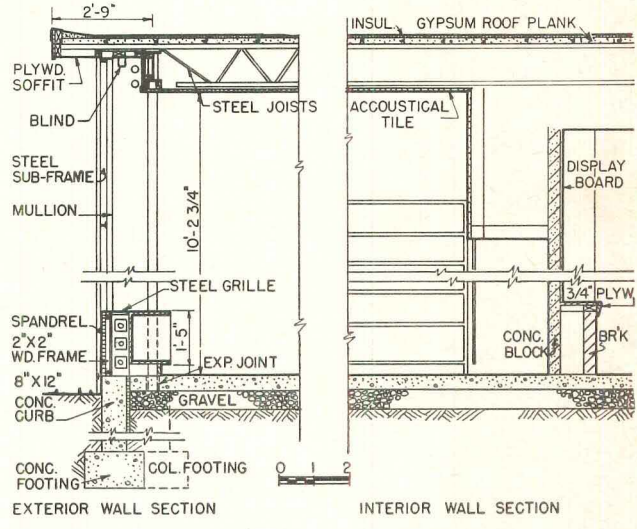 2'-9"
INSUL.
GYPSUM ROOF PLANK
PLYWD.
SOFFIT
BLIND
STEEL JOISTS
ACCOUSTICAL
TILE
STEEL
SUB-FRAME
MULLION
10'-2 3/4"
DISPLAY
BOARD
STEEL GRILLE
3/4" PLYW
SPANDREL
2"X2"
WD. FRAME
1'-5"
CONC.
BLOCK
BR'K
EXP. JOINT
8"X12"
CONC.
CURB
GRAVEL
CONC.
FOOTING
COL. FOOTING
0 1 2
EXTERIOR WALL SECTION
INTERIOR WALL SECTION